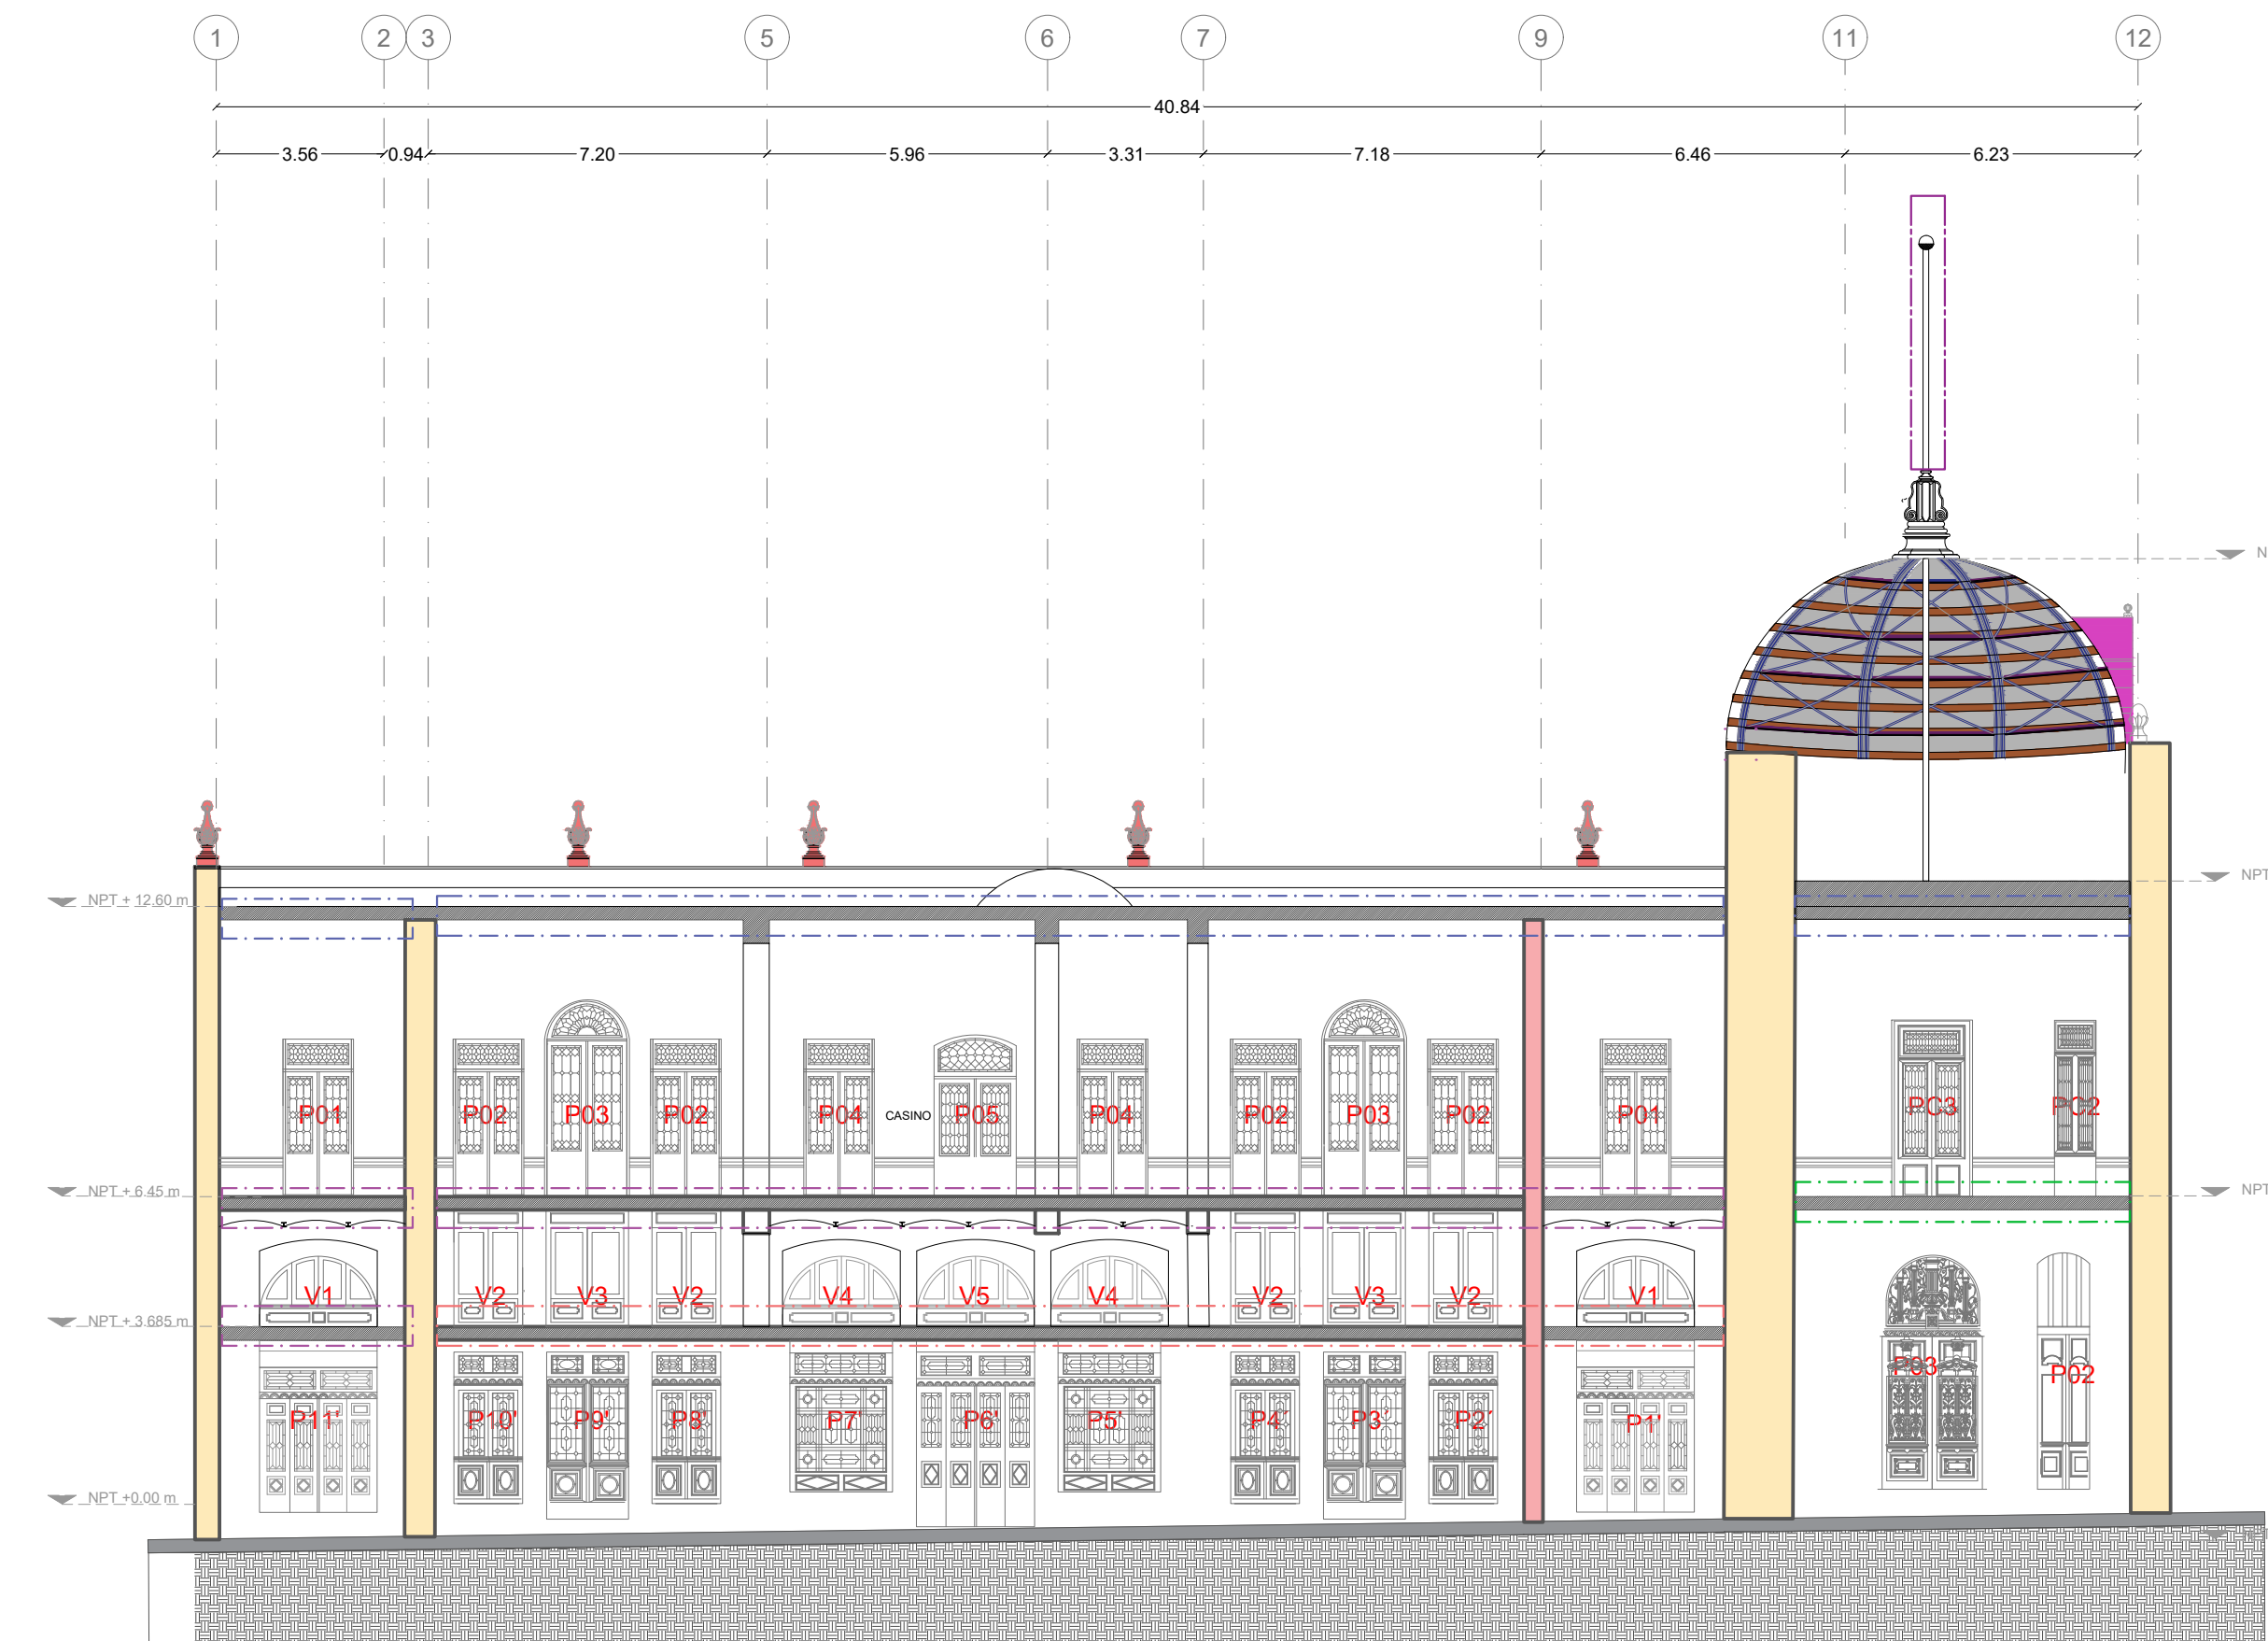 1 2 3 5 6 7 9 11 12
40.84
3.56 0.94 7.20 5.96 3.31 7.18 6.46 6.23
N
NPT
NPT + 12.60 m
P01 P02 P03 P02 P04 CASINO P05 P04 P02 P03 P02 P01 PC3 PC2
NPT + 6.45 m
NPT
V1 V2 V3 V2 V4 V5 V4 V2 V3 V2 V1
NPT +3.685 m
P03 P02
P11' P10' P9' P8' P7' P6' P5' P4´ P3´ P2´ P1'
NPT +0.00 m